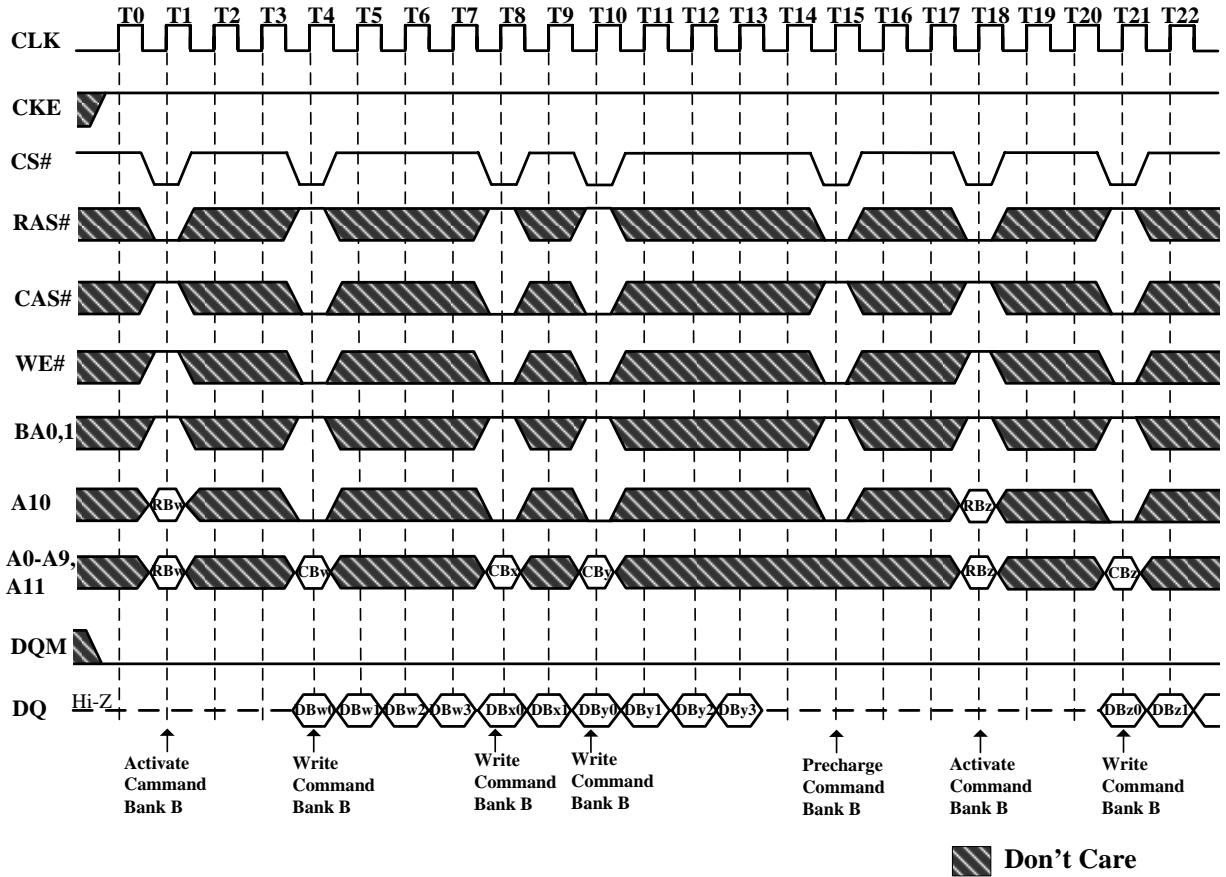 T0 T1 T2 T3 T4 T5 T6 T7 T8 T9 T10 T11 T12 T13 T14 T15 T16 T17 T18 T19 T20 T21 T22
CLK
CKE
CS#
RAS#
CAS#
WE#
BA0,1
A10
RBw RBz
A0-A9,
A11
RBw CBw CBx CBy RBz CBz
DQM
DQ
Hi-Z
DBw0 DBw1 DBw2 DBw3 DBx0 DBx1 DBy0 DBy1 DBy2 DBy3 DBz0 DBz1
Activate
Cammand
Bank B
Write
Command
Bank B
Write
Command
Bank B
Write
Command
Bank B
Precharge
Command
Bank B
Activate
Command
Bank B
Write
Command
Bank B
Don't Care